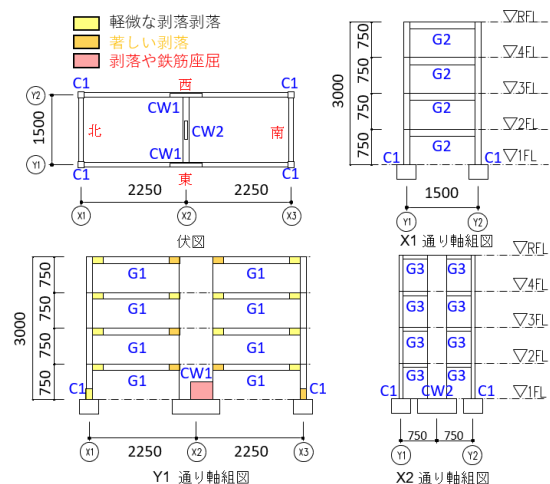 軽微な剥落剥落
著しい剥落
剥落や鉄筋座屈
西
C1 C1
Y2
CW1
北 CW2 南
1500
CW1
Y1
C1 C1
東
2250 2250
X1 X2 X3
伏図
RFL
750 G2
4FL
750 G2
3FL
3000
750 G2
2FL
750 G2
C1 C1 1FL
1500
Y1 Y2
X1 通り軸組図
750 G1 G1
750 G1 G1
3000
750 G1 G1
750 G1 CW1 G1
C1 C1
2250 2250
X1 X2 X3
Y1 通り軸組図
RFL
G3 G3
4FL
G3 G3
3FL
G3 G3
2FL
G3 G3
C1 CW2 C1 1FL
750 750
Y1 Y2
X2 通り軸組図